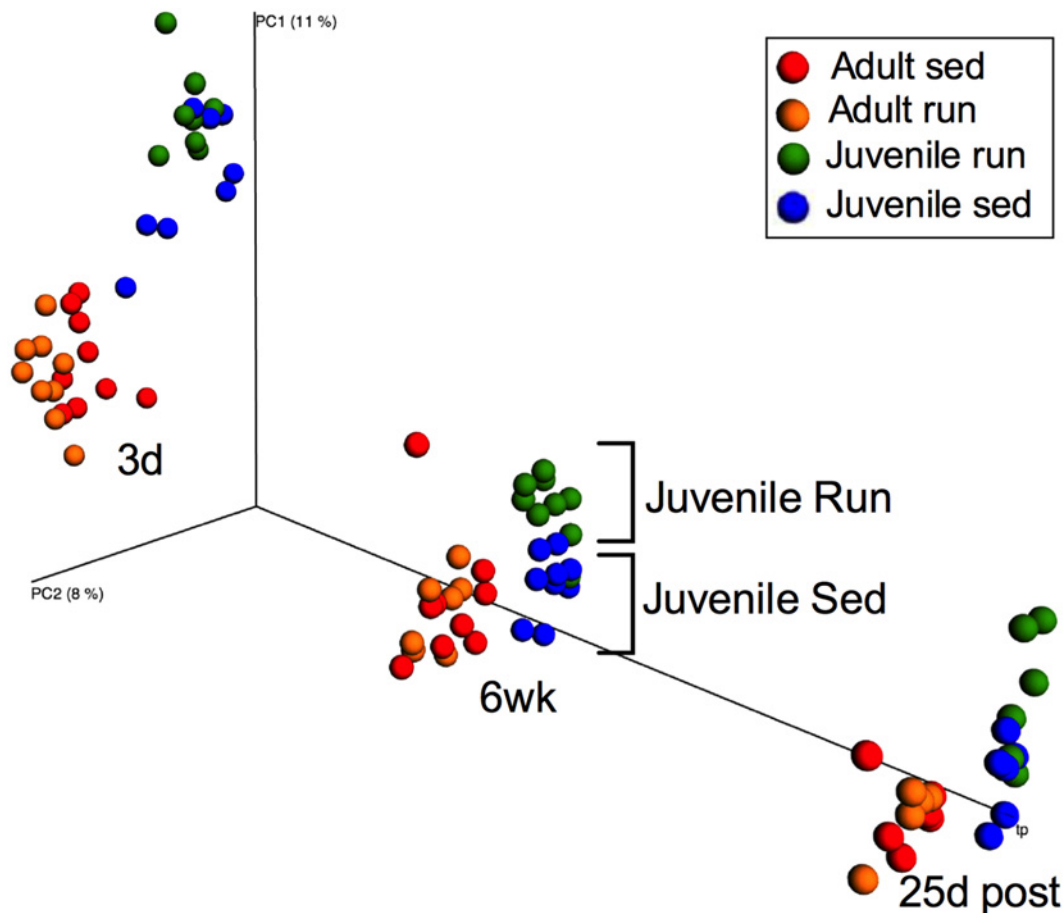 PC1 (11 %)
Adult sed
Adult run
Juvenile run
Juvenile sed
3d
Juvenile Run
PC2 (8 %)
Juvenile Sed
6wk
tp
25d post